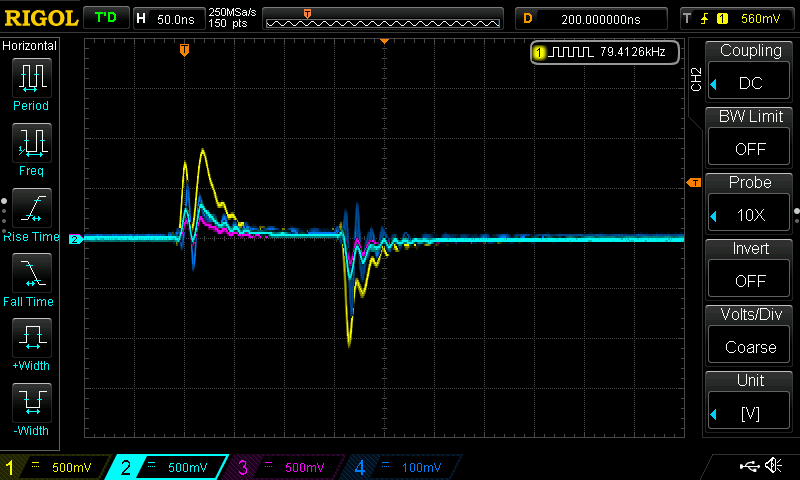 RIGOL T'D H 50.0ns 250MSa/s 150 pts T D 200.000000ns T 1 560mV
Horizontal
Period
Freq
Rise Time
Fall Time
+Width
-Width
T
1 79.4126kHz
2
T
CH2
Coupling
DC
BW Limit
OFF
Probe
10X
Invert
OFF
Volts/Div
Coarse
Unit
[V]
1 500mV 2 500mV 3 500mV 4 100mV